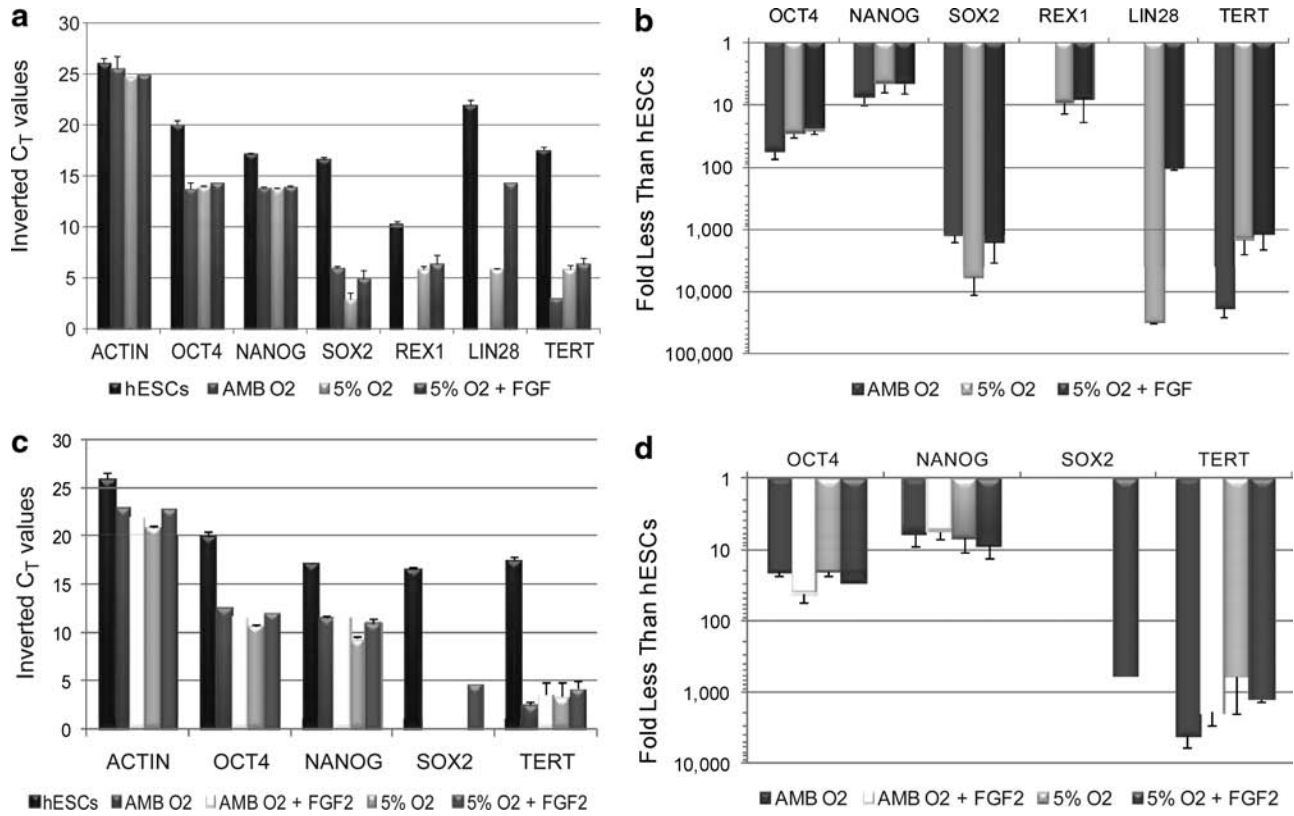 a
Inverted CT values
30
25
20
15
10
5
0
ACTIN OCT4 NANOG SOX2 REX1 LIN28 TERT
hESCs AMB O2 5% O2 5% O2 + FGF
b
OCT4 NANOG SOX2 REX1 LIN28 TERT
Fold Less Than hESCs
1
10
100
1,000
10,000
100,000
AMB O2 5% O2 5% O2 + FGF
c
Inverted CT values
30
25
20
15
10
5
0
ACTIN OCT4 NANOG SOX2 TERT
hESCs AMB O2 AMB O2 + FGF2 5% O2 5% O2 + FGF2
d
OCT4 NANOG SOX2 TERT
Fold Less Than hESCs
1
10
100
1,000
10,000
AMB O2 AMB O2 + FGF2 5% O2 5% O2 + FGF2